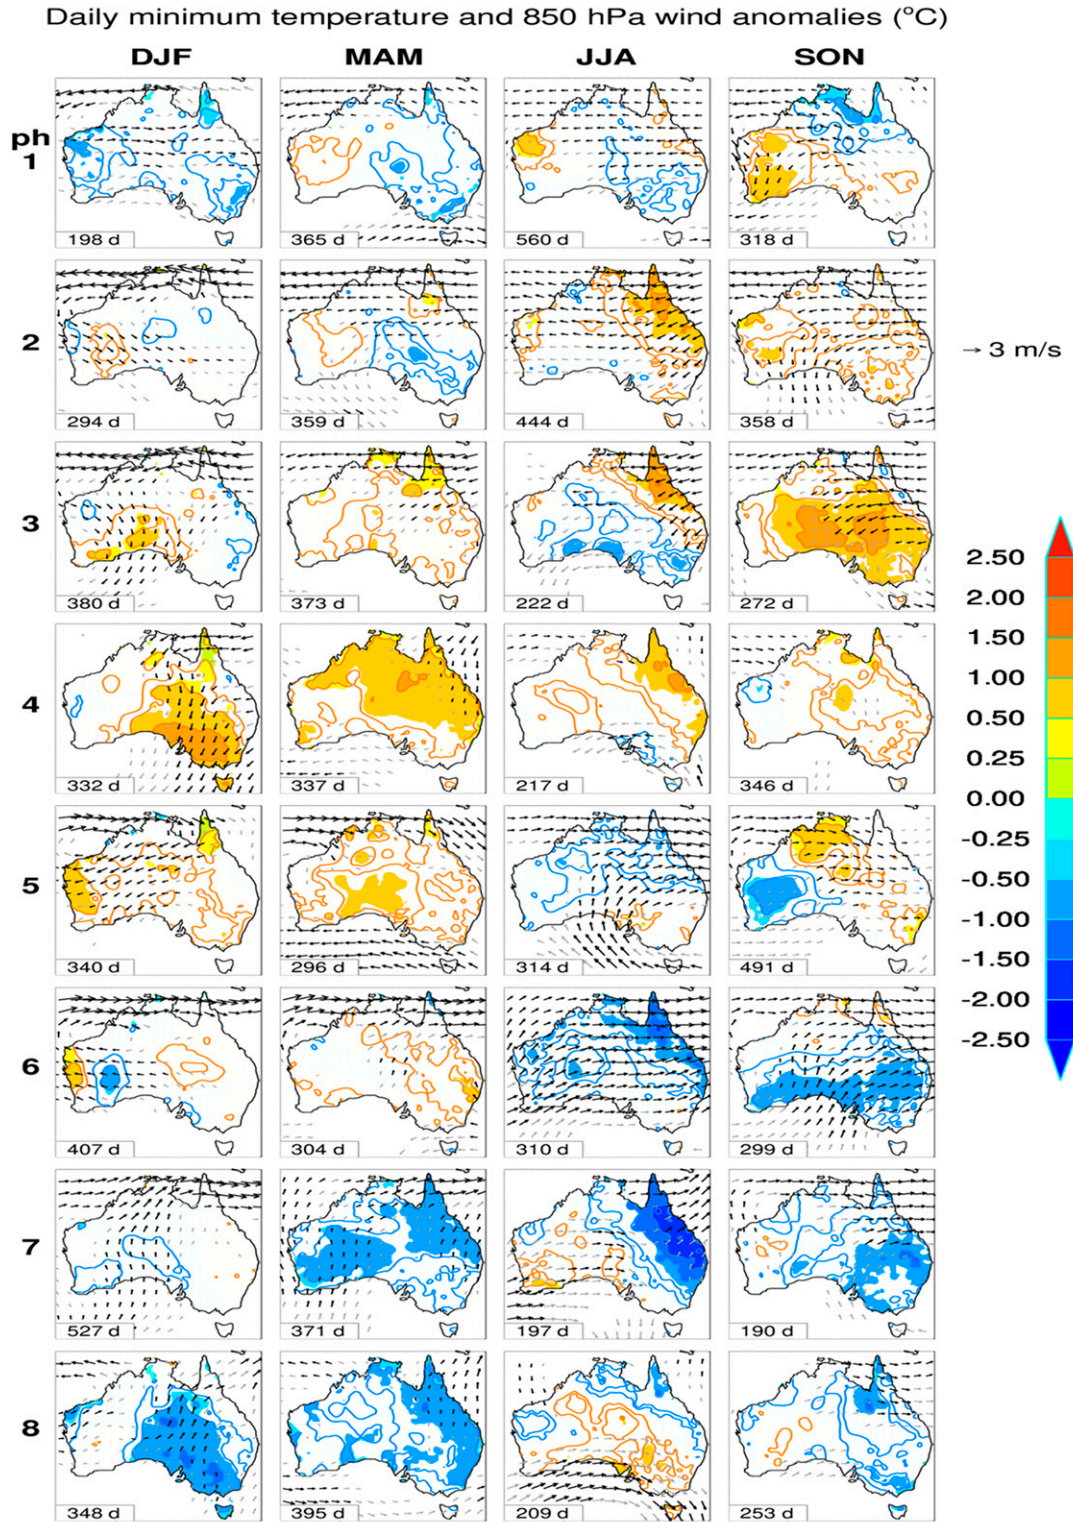 Daily minimum temperature and 850 hPa wind anomalies (°C)
DJF MAM JJA SON
ph
1
198 d 365 d 560 d 318 d
2
→ 3 m/s
294 d 359 d 444 d 358 d
3
380 d 373 d 222 d 272 d
4
332 d 337 d 217 d 346 d
5
340 d 296 d 314 d 491 d
6
407 d 304 d 310 d 299 d
7
527 d 371 d 197 d 190 d
8
348 d 395 d 209 d 253 d
2.50
2.00
1.50
1.00
0.50
0.25
0.00
-0.25
-0.50
-1.00
-1.50
-2.00
-2.50